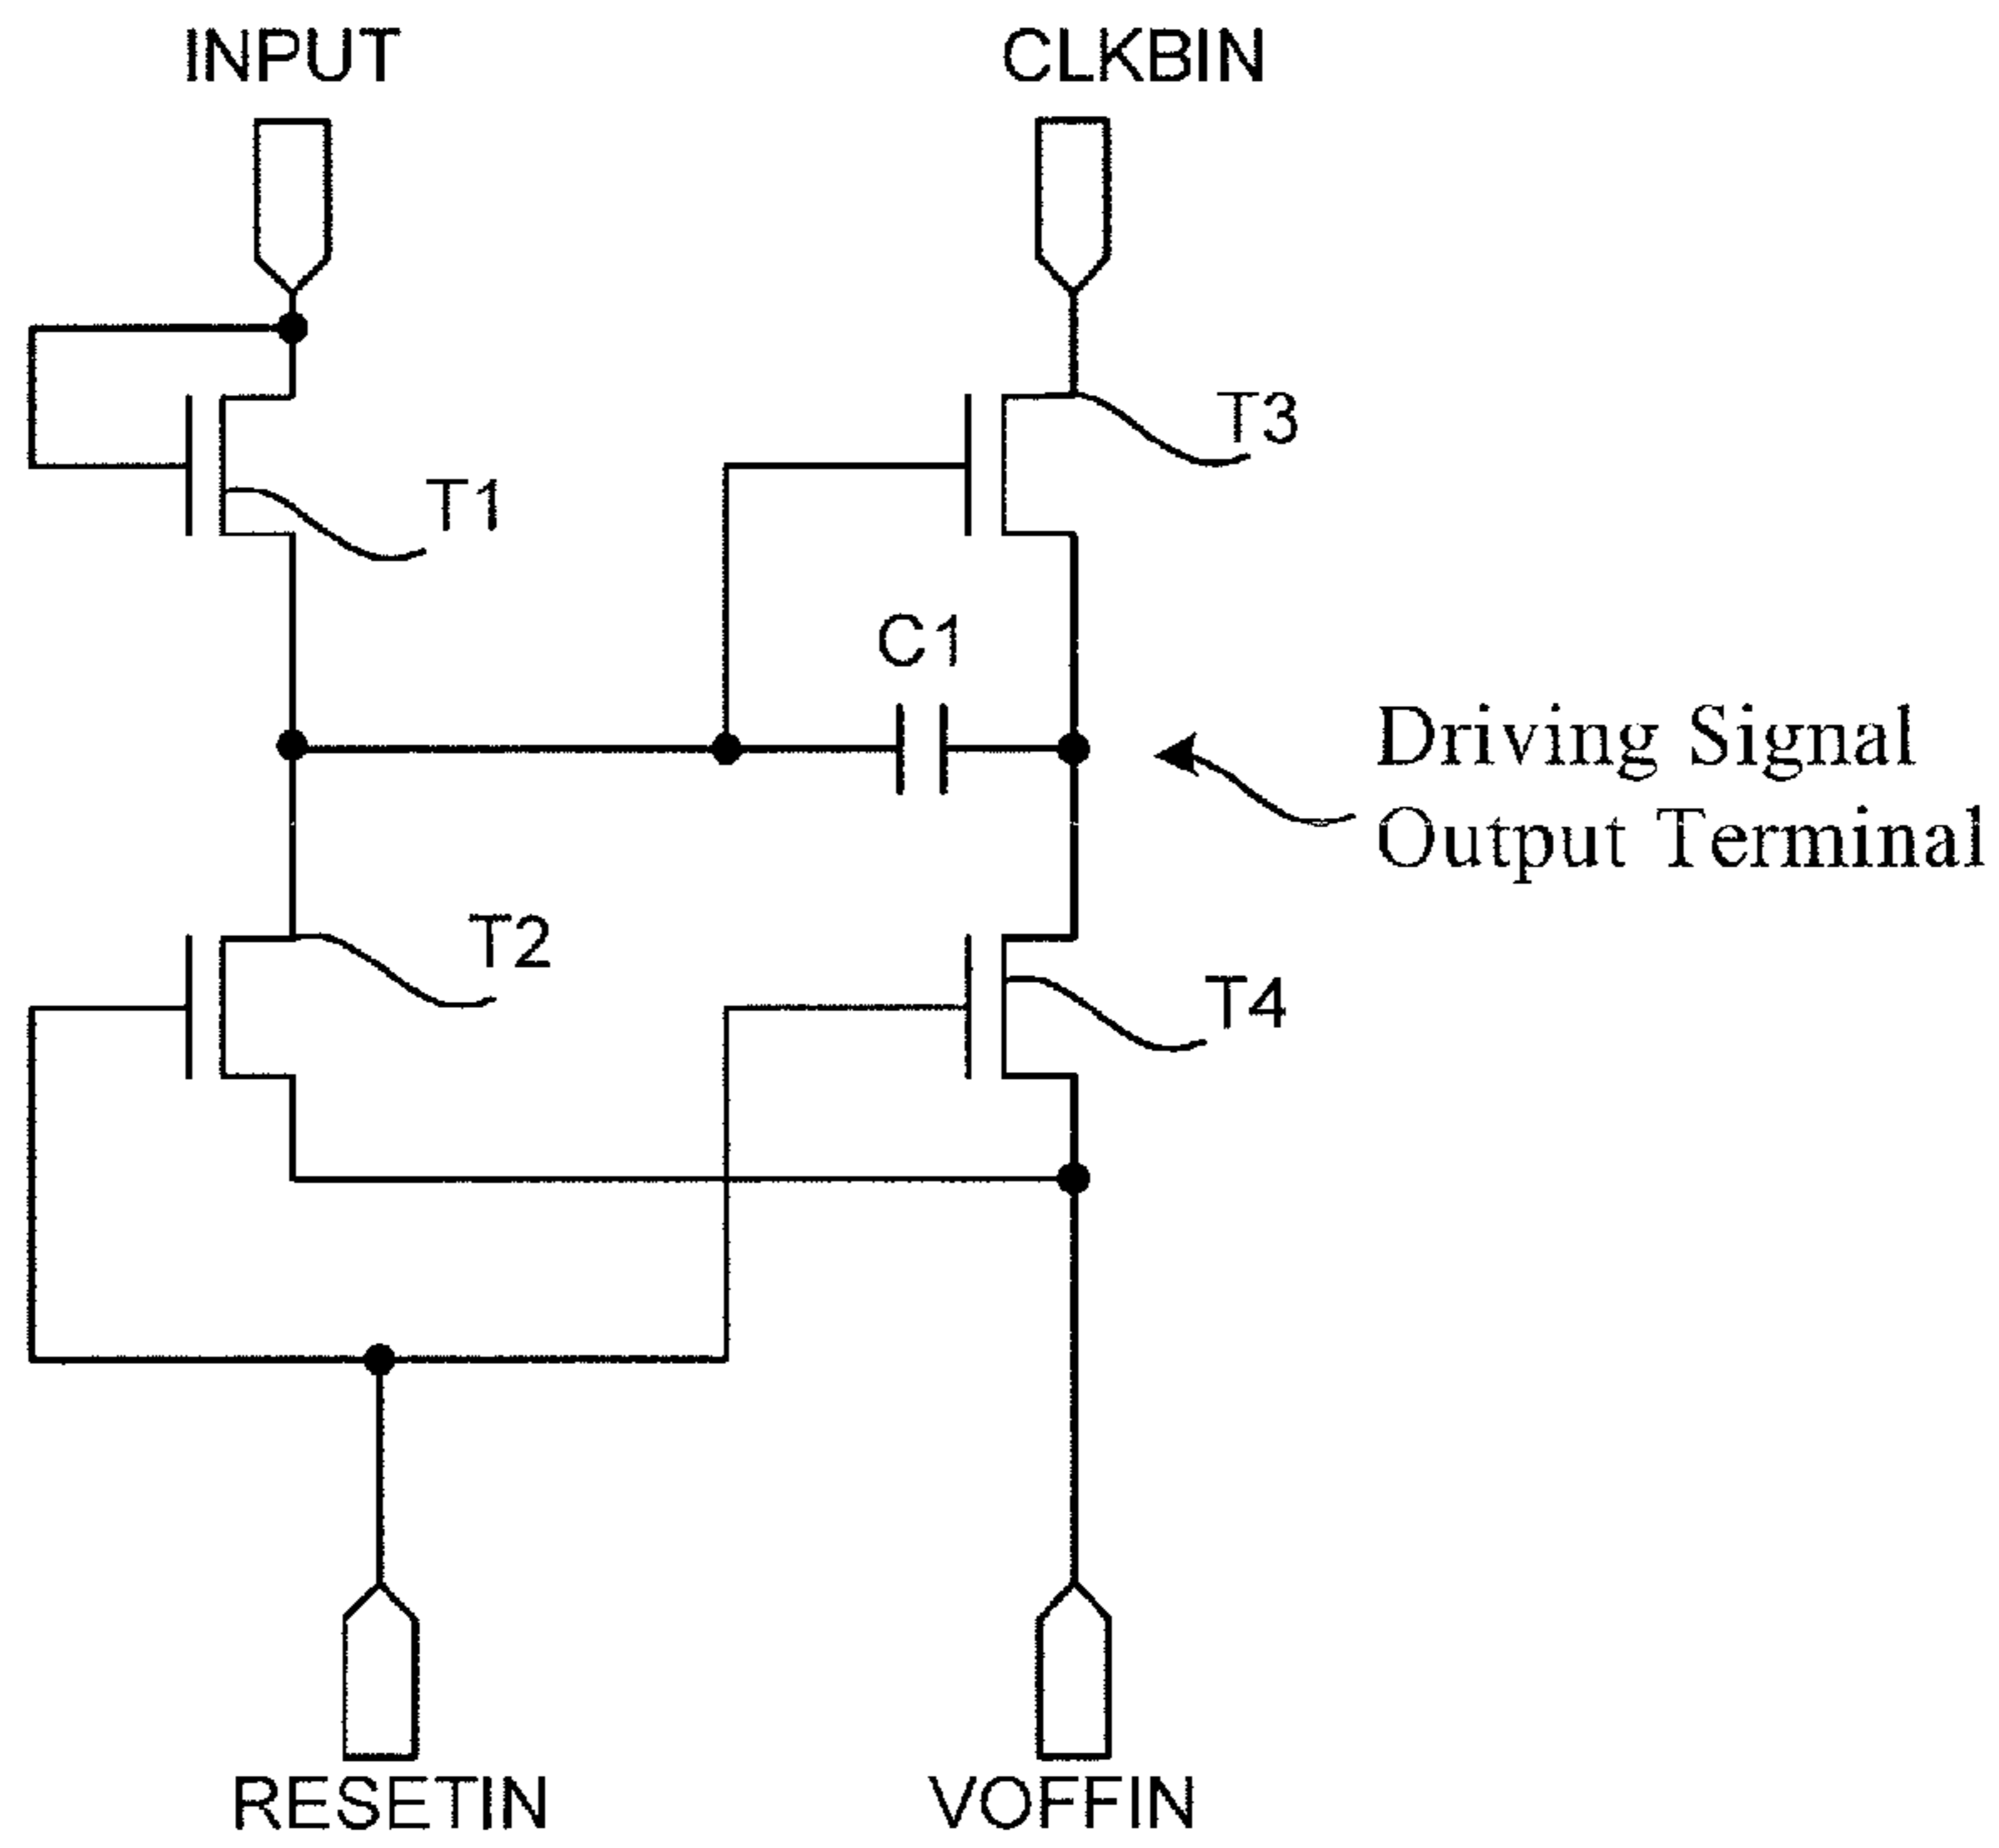 INPUT
CLKBIN
T3
T1
C1
Driving Signal
Output Terminal
T2
T4
RESETIN
VOFFIN